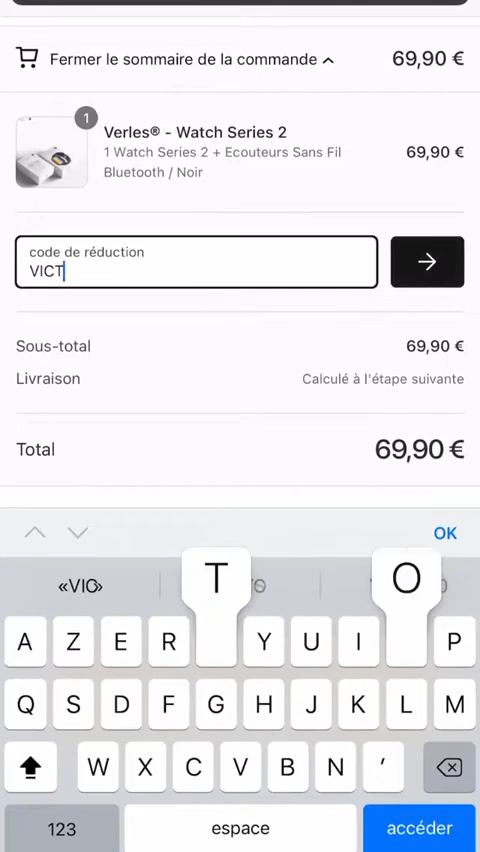 Fermer le sommaire de la commande 69,90 €
1
Verles® - Watch Series 2
1 Watch Series 2 + Ecouteurs Sans Fil
Bluetooth / Noir
69,90 €
code de réduction
VICT
Sous-total 69,90 €
Livraison Calculé à l'étape suivante
Total 69,90 €
OK
T O
A Z E R Y U I P
Q S D F G H J K L M
W X C V B N ’
123 espace accéder